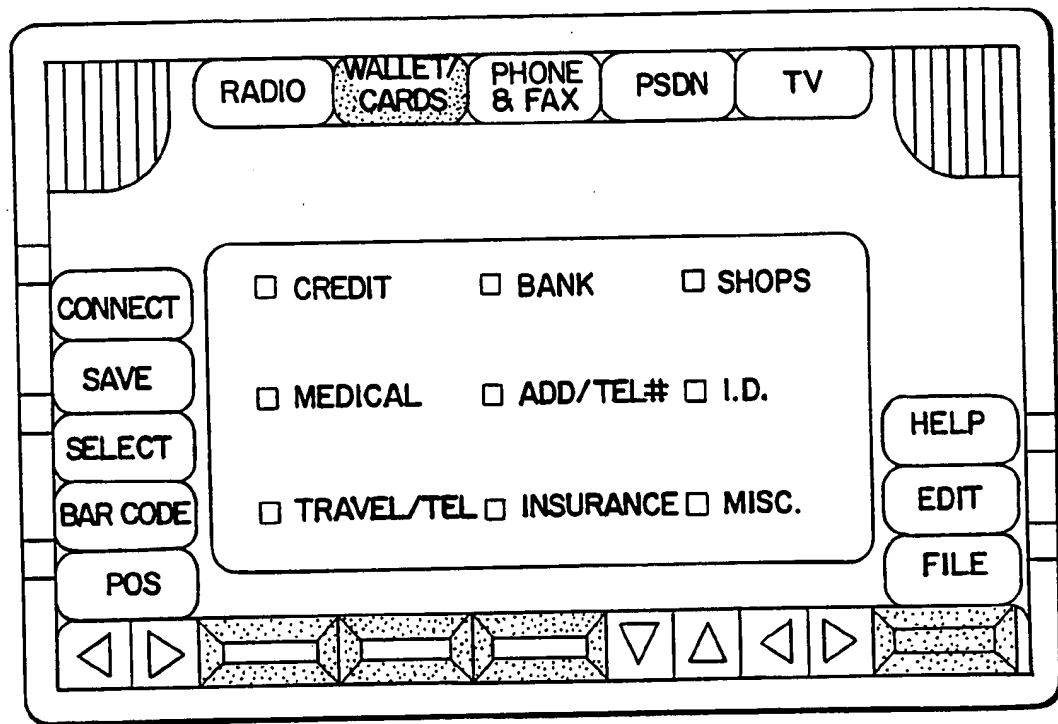 RADIO
WALLET/
CARDS
PHONE
& FAX
PSDN
TV
CONNECT
SAVE
SELECT
BAR CODE
POS
CREDIT BANK SHOPS
MEDICAL ADD/TEL# I.D.
TRAVEL/TEL INSURANCE MISC.
HELP
EDIT
FILE